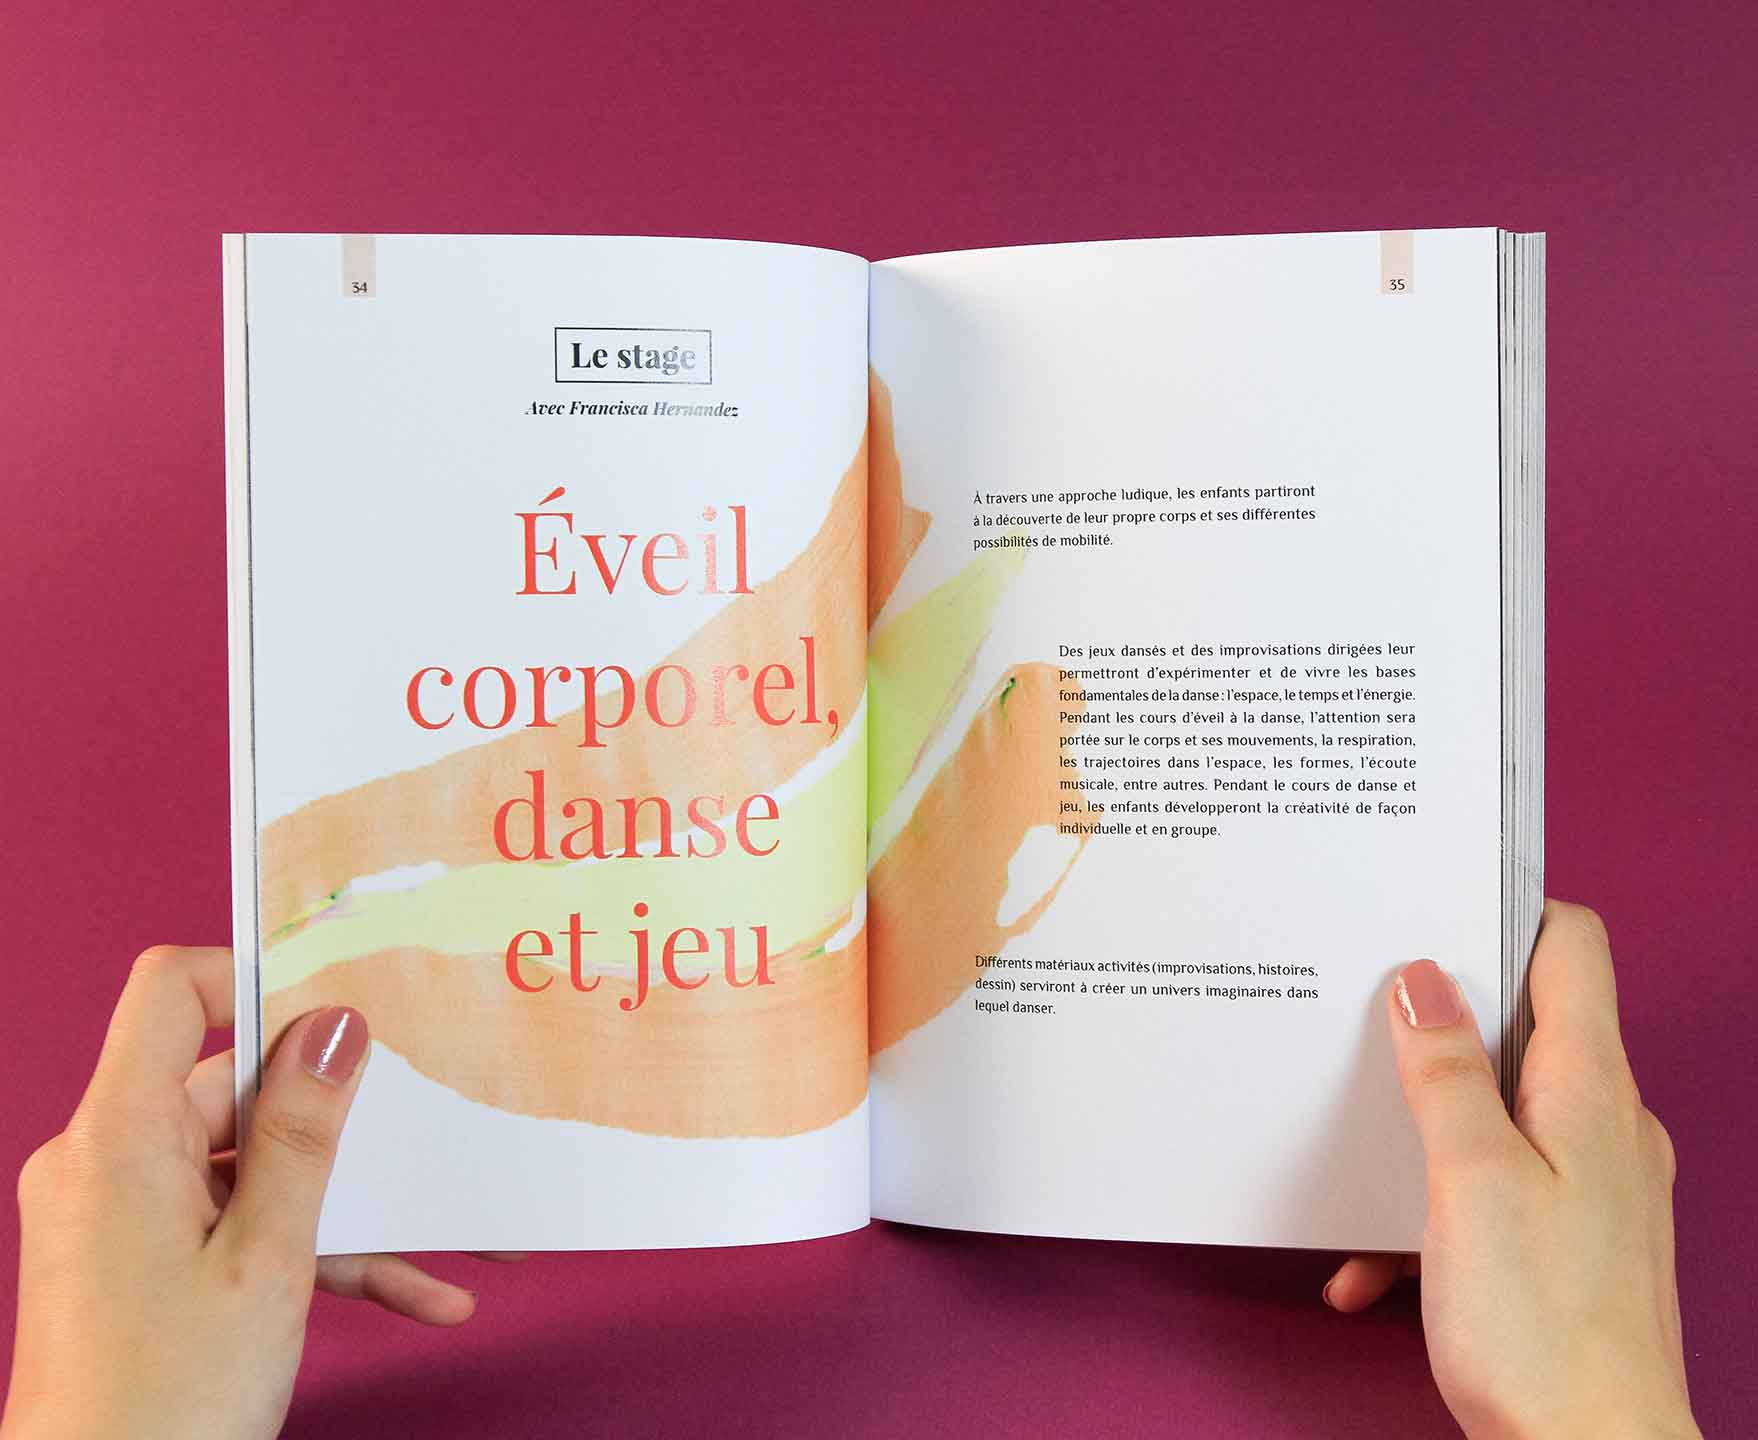 34
Le stage
Avec Francisca Hernandez
Éveil
corporel,
danse
et jeu
35
À travers une approche ludique, les enfants partiront
à la découverte de leur propre corps et ses différentes
possibilités de mobilité.
Des jeux dansés et des improvisations dirigées leur
permettront d’expérimenter et de vivre les bases
fondamentales de la danse : l’espace, le temps et l’énergie.
Pendant les cours d’éveil à la danse, l’attention sera
portée sur le corps et ses mouvements, la respiration,
les trajectoires dans l’espace, les formes, l’écoute
musicale, entre autres. Pendant le cours de danse et
jeu, les enfants développeront la créativité de façon
individuelle et en groupe.
Différents matériaux activités (improvisations, histoires,
dessin) serviront à créer un univers imaginaires dans
lequel danser.